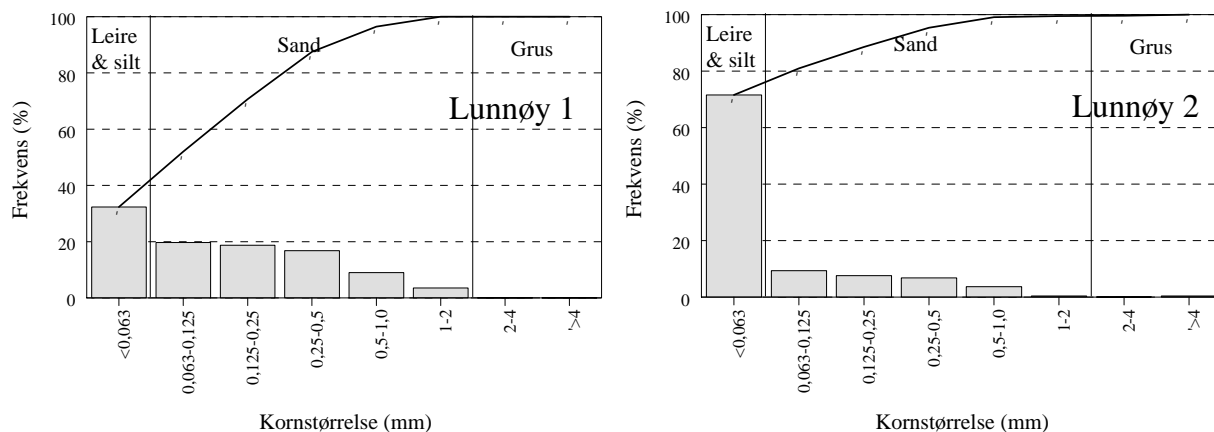 100
80
60
40
20
0
Frekvens (%)
Leire
& silt
Sand
Grus
Lunnøy 1
<0,063
0,063-0,125
0,125-0,25
0,25-0,5
0,5-1,0
1-2
2-4
'>4
Kornstørrelse (mm)
100
80
60
40
20
0
Frekvens (%)
Leire
& silt
Sand
Grus
Lunnøy 2
<0,063
0,063-0,125
0,125-0,25
0,25-0,5
0,5-1,0
1-2
2-4
'>4
Kornstørrelse (mm)